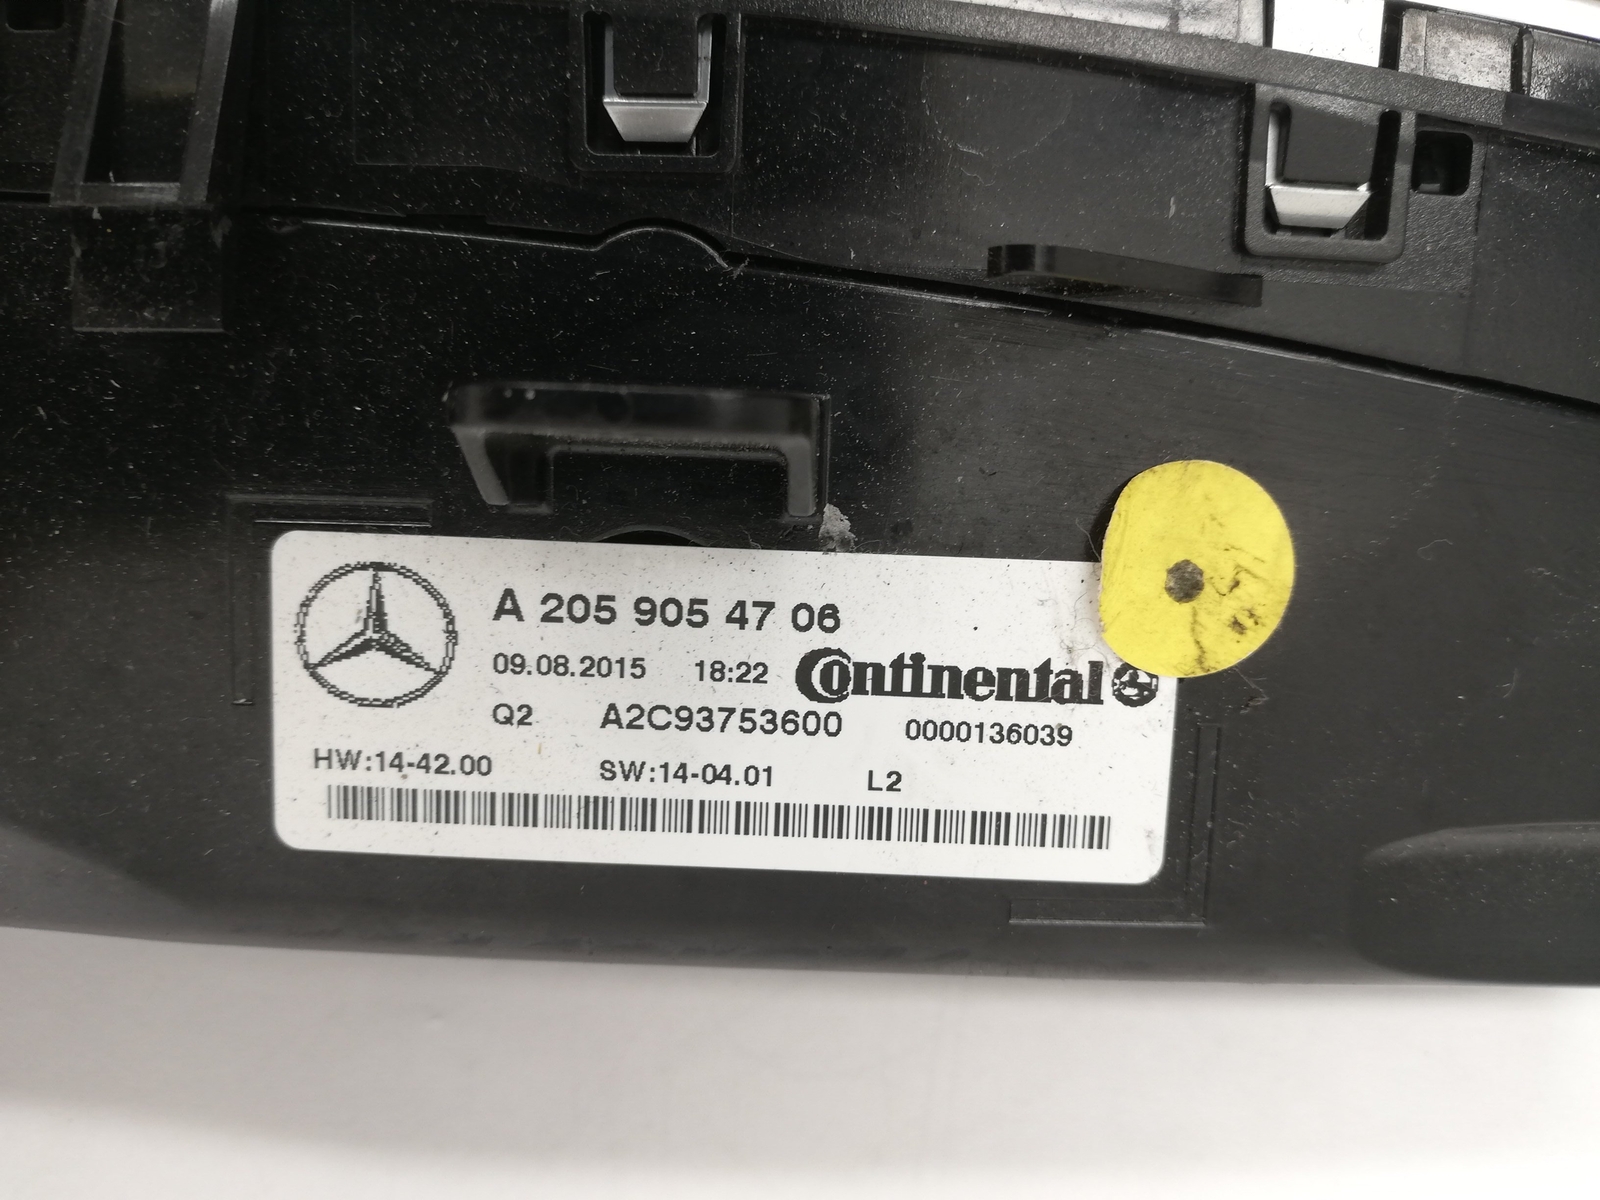 A 205 905 47 06
09.08.2015 18:22 Continental
Q2 A2C93753600 0000136039
HW:14-42.00 SW:14-04.01 L2